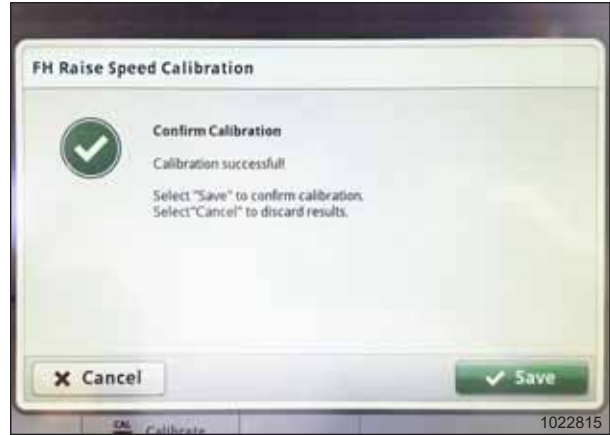 FH Raise Speed Calibration
Confirm Calibration
Calibration successful!
Select "Save" to confirm calibration.
Select"Cancel" to discard results.
Cancel
Save
CAL Calibrate
1022815